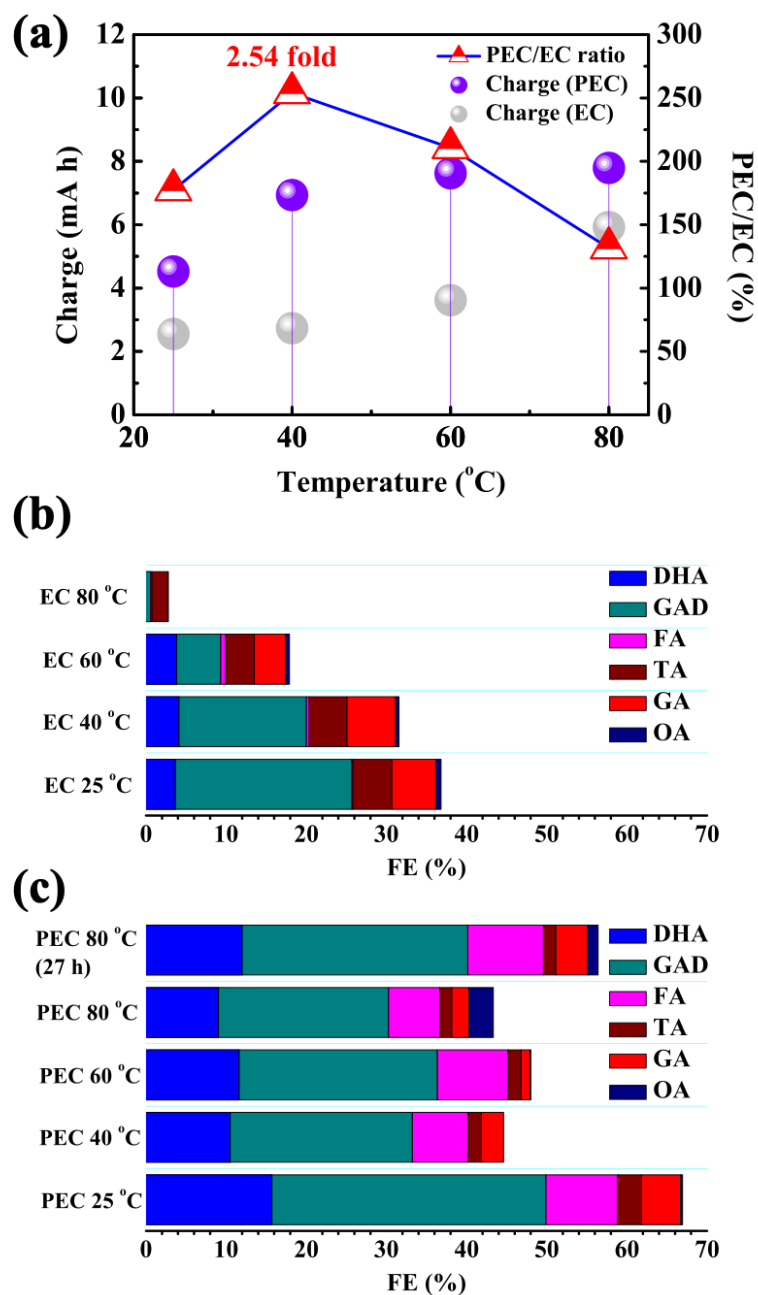 (a)
12
10
8
6
4
2
0
Charge (mA h)
2.54 fold
PEC/EC ratio
Charge (PEC)
Charge (EC)
300
250
200
150
100
50
0
PEC/EC (%)
20 40 60 80
Temperature (°C)
(b)
EC 80 °C
EC 60 °C
EC 40 °C
EC 25 °C
DHA
GAD
FA
TA
GA
OA
0 10 20 30 40 50 60 70
FE (%)
(c)
PEC 80 °C
(27 h)
PEC 80 °C
PEC 60 °C
PEC 40 °C
PEC 25 °C
DHA
GAD
FA
TA
GA
OA
0 10 20 30 40 50 60 70
FE (%)